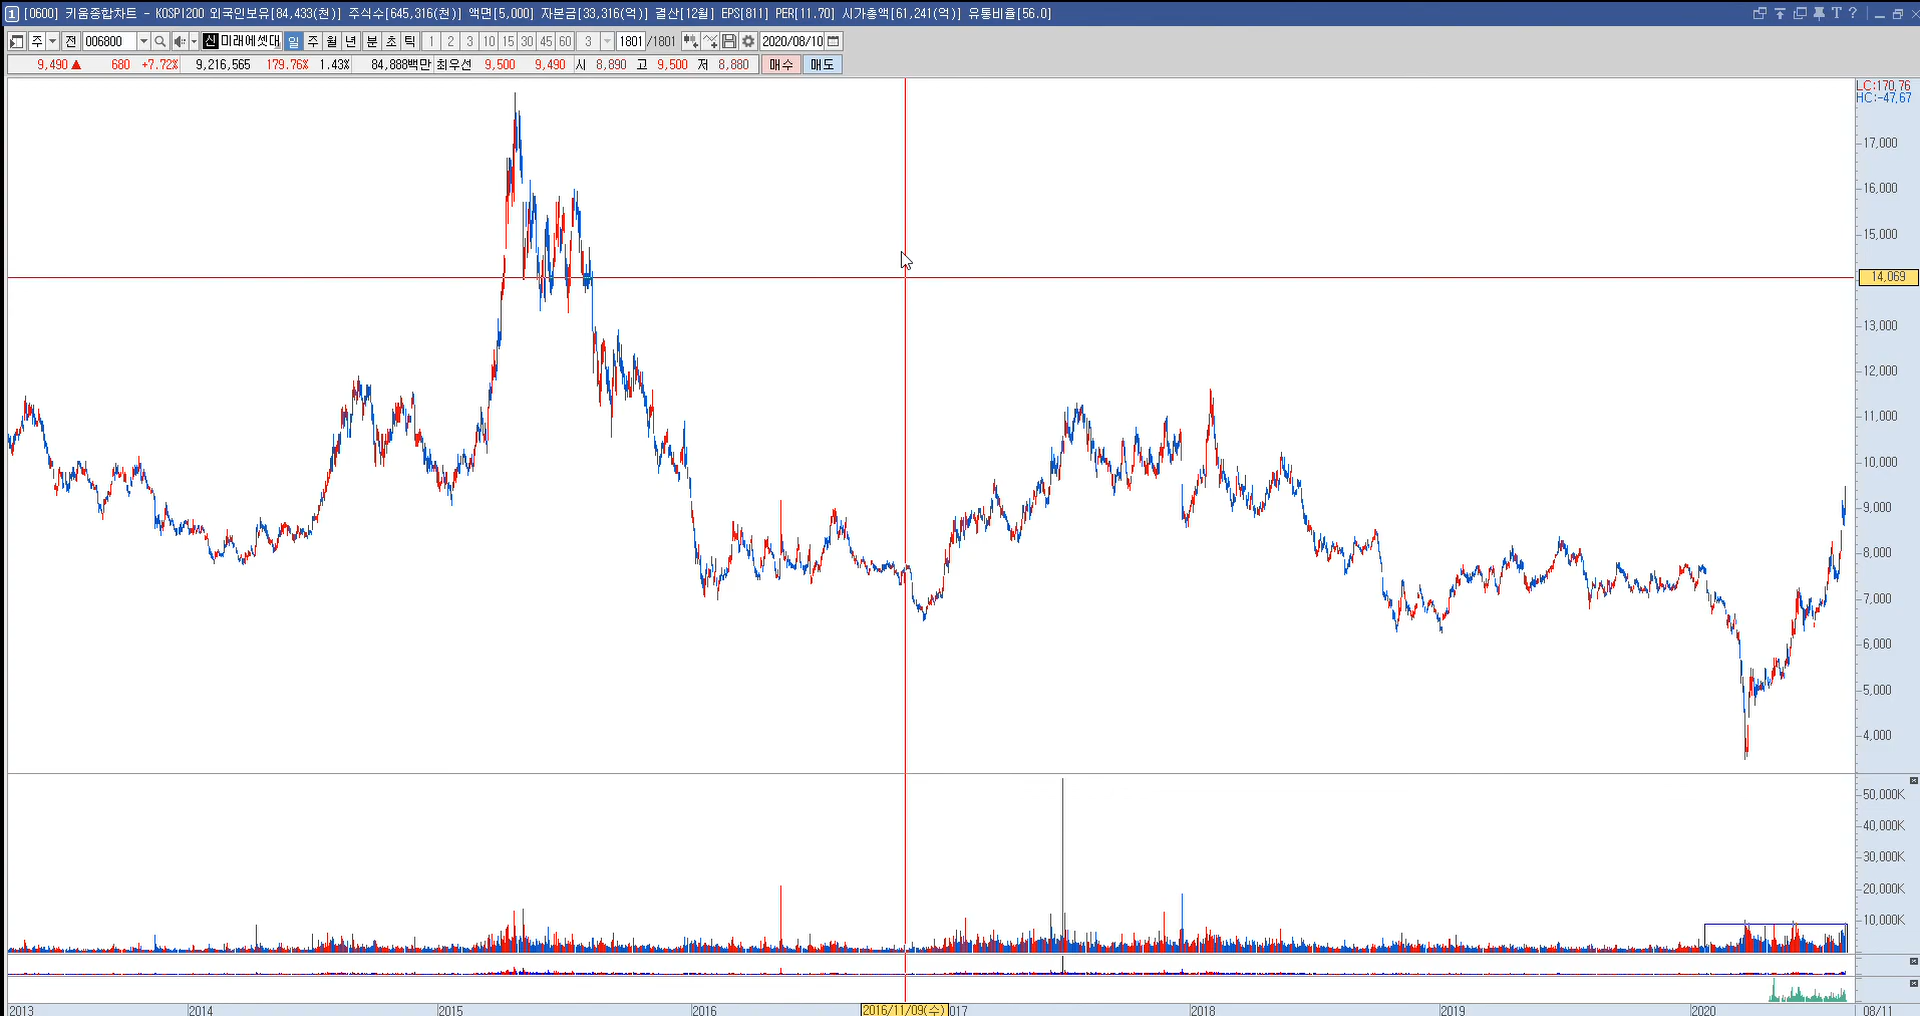 1 [0600] 키움종합차트 - KOSPI200 외국인보유[84,433(천)] 주식수[645,316(천)] 액면[5,000] 자본금[33,316(억)] 결산[12월] EPS[811] PER[11.70] 시가총액[61,241(억)] 유통비율[56.0] T ?
주 전 006800 신 미래에셋대 일 주 월 년 분 초 틱 1 2 3 10 15 30 45 60 3 1801 /1801 2020/08/10
9,490 ▲ 680 +7.72% 9,216,565 179.76% 1.43% 84,888백만 최우선 9,500 9,490 시 8,890 고 9,500 저 8,880 매수 매도
LC:170.76
HC:-47.67
17,000
16,000
15,000
14,069
13,000
12,000
11,000
10,000
9,000
8,000
7,000
6,000
5,000
4,000
50,000K
40,000K
30,000K
20,000K
10,000K
2013 2014 2015 2016 2016/11/09(수) 017 2018 2019 2020 08/11